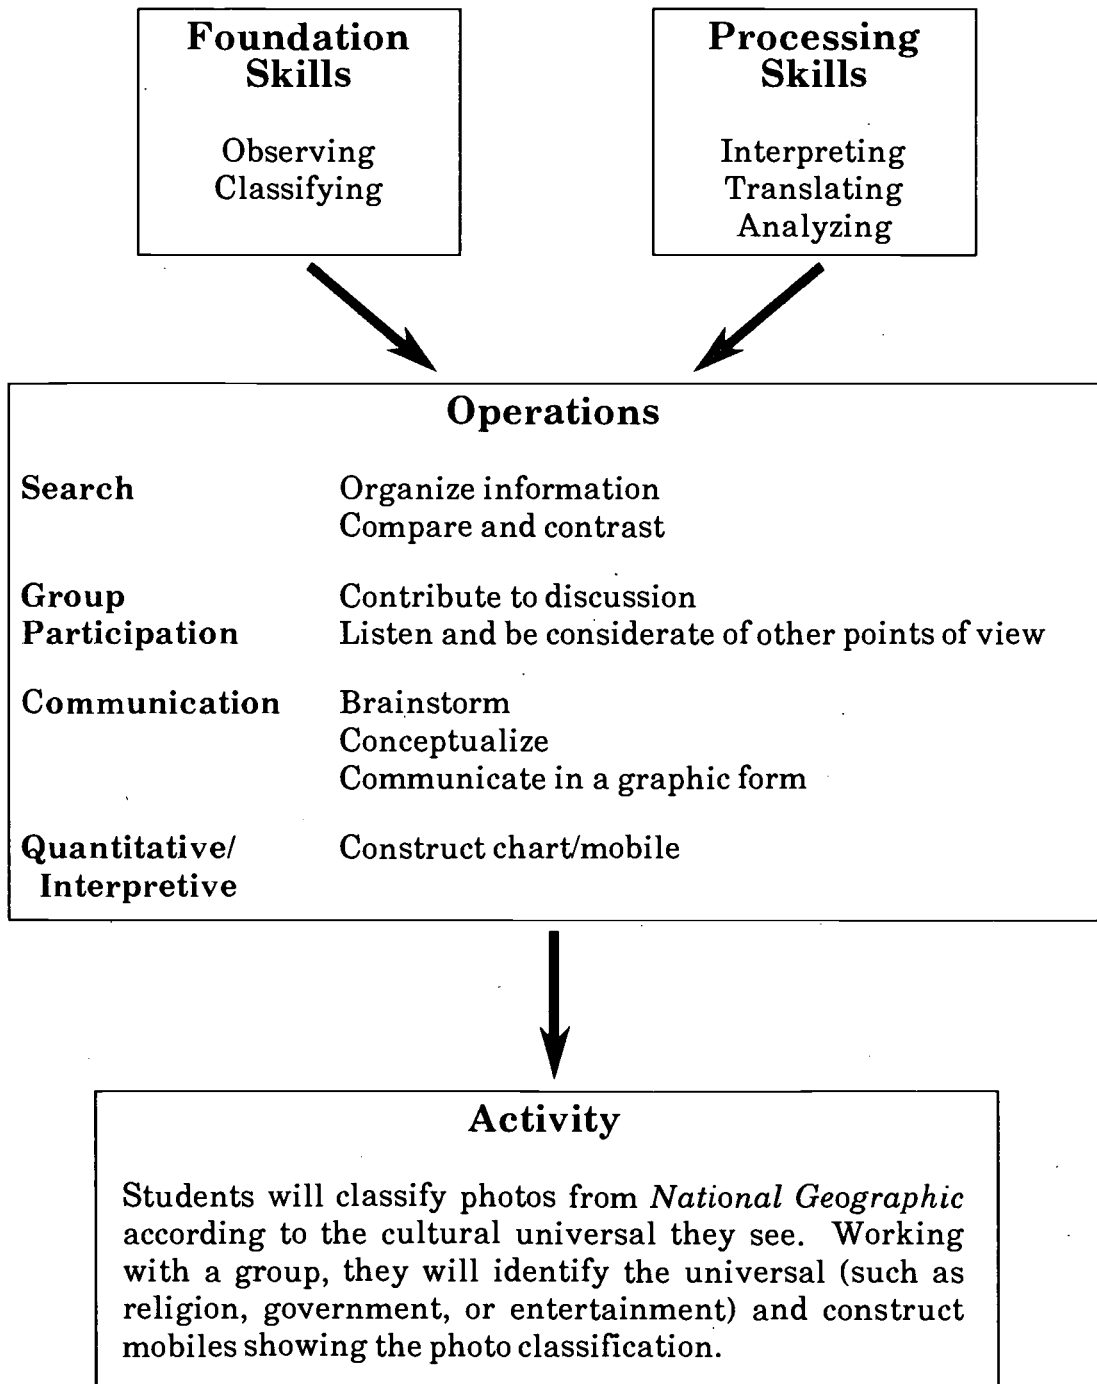 Foundation
Skills
Observing
Classifying
Processing
Skills
Interpreting
Translating
Analyzing
Operations
Search Organize information
Compare and contrast
Group Contribute to discussion
Participation Listen and be considerate of other points of view
Communication Brainstorm
Conceptualize
Communicate in a graphic form
Quantitative/ Construct chart/mobile
Interpretive
Activity
Students will classify photos from National Geographic
according to the cultural universal they see. Working
with a group, they will identify the universal (such as
religion, government, or entertainment) and construct
mobiles showing the photo classification.